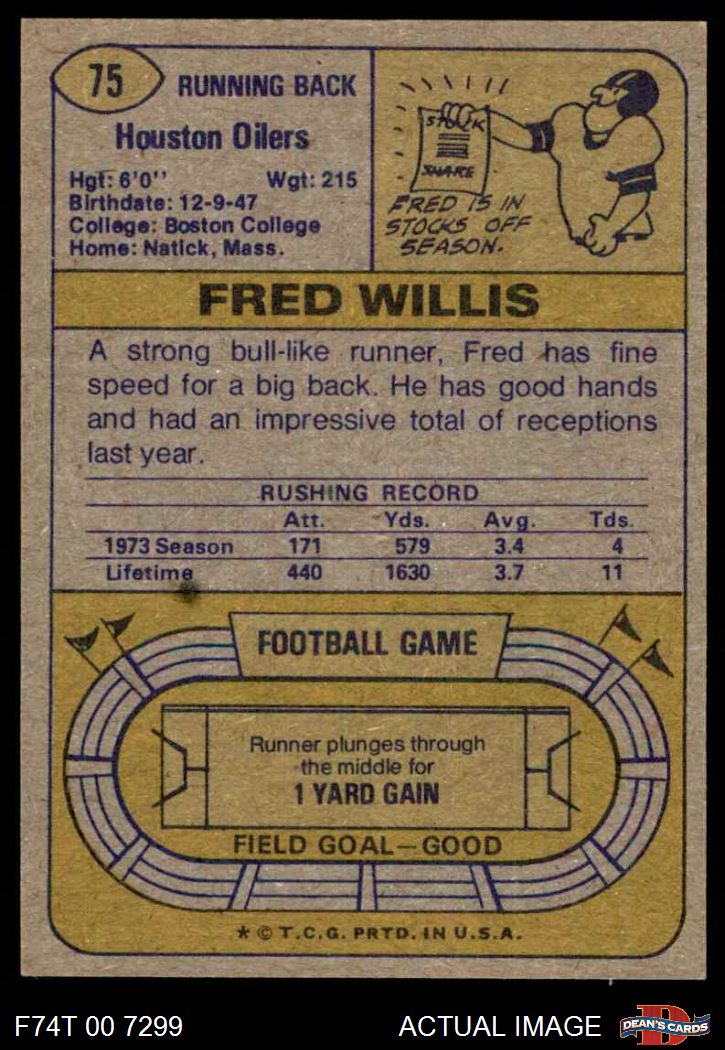 75
RUNNING BACK
Houston Oilers
Hgt: 6'0'' Wgt: 215
Birthdate: 12-9-47
College: Boston College
Home: Natick, Mass.
STOCK
SHARE
FRED IS IN
STOCKS OFF
SEASON.
FRED WILLIS
A strong bull-like runner, Fred has fine
speed for a big back. He has good hands
and had an impressive total of receptions
last year.
RUSHING RECORD
Att. Yds. Avg. Tds.
1973 Season 171 579 3.4 4
Lifetime 440 1630 3.7 11
FOOTBALL GAME
Runner plunges through
the middle for
1 YARD GAIN
FIELD GOAL—GOOD
* © T.C.G. PRTD. IN U.S.A.
F74T 00 7299 ACTUAL IMAGE
D
DEAN'S CARDS